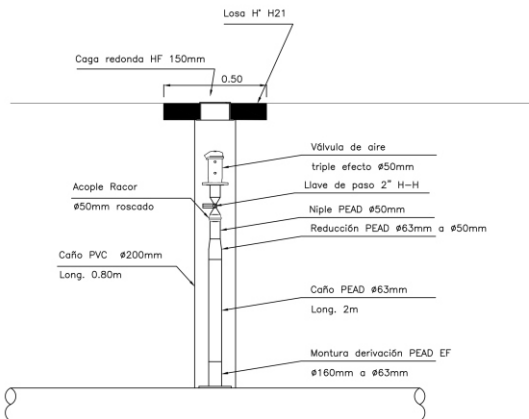 Losa H° H21
Caga redonda HF 150mm
0.50
Válvula de aire
triple efecto Ø50mm
Llave de paso 2" H-H
Acople Racor
Ø50mm roscado
Niple PEAD Ø50mm
Reducción PEAD Ø63mm a Ø50mm
Caño PVC Ø200mm
Long. 0.80m
Caño PEAD Ø63mm
Long. 2m
Montura derivación PEAD EF
Ø160mm a Ø63mm